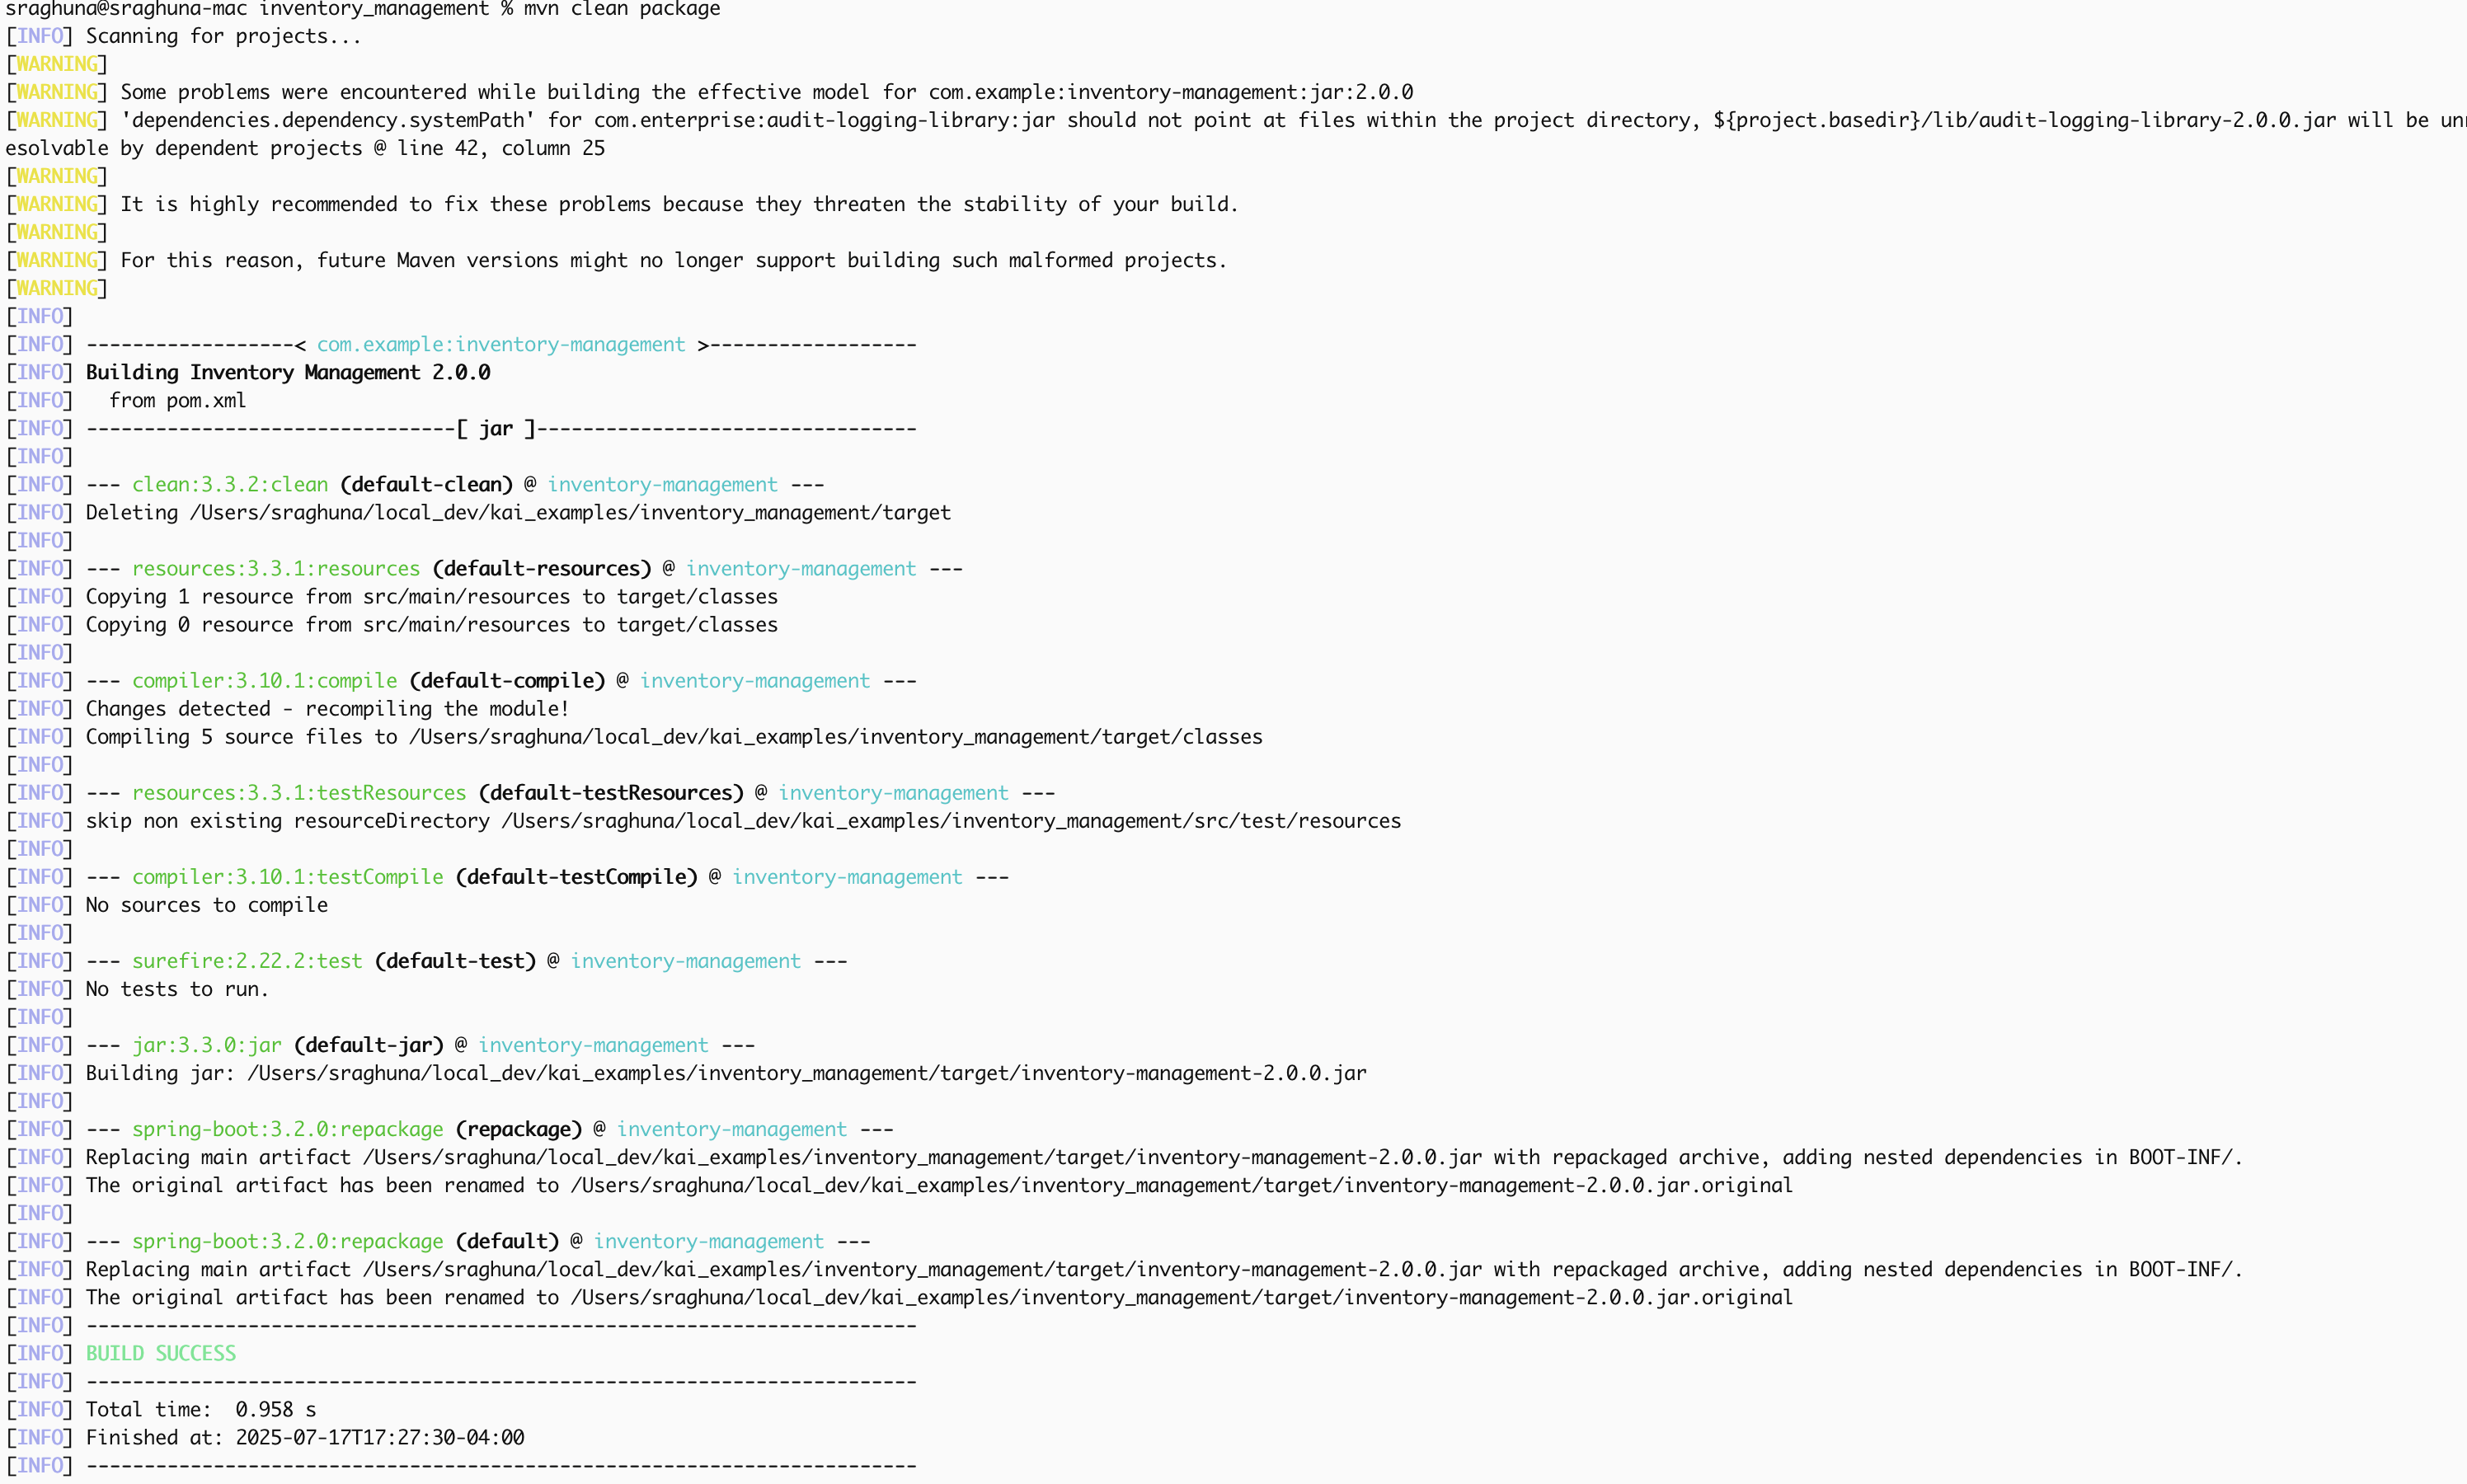 sraghuna@sraghuna-mac inventory_management % mvn clean package
[INFO] Scanning for projects...
[WARNING]
[WARNING] Some problems were encountered while building the effective model for com.example:inventory-management:jar:2.0.0
[WARNING] 'dependencies.dependency.systemPath' for com.enterprise:audit-logging-library:jar should not point at files within the project directory, ${project.basedir}/lib/audit-logging-library-2.0.0.jar will be unr
esolvable by dependent projects @ line 42, column 25
[WARNING]
[WARNING] It is highly recommended to fix these problems because they threaten the stability of your build.
[WARNING]
[WARNING] For this reason, future Maven versions might no longer support building such malformed projects.
[WARNING]
[INFO]
[INFO] ------------------< com.example:inventory-management >------------------
[INFO] Building Inventory Management 2.0.0
[INFO]   from pom.xml
[INFO] --------------------------------[ jar ]---------------------------------
[INFO]
[INFO] --- clean:3.3.2:clean (default-clean) @ inventory-management ---
[INFO] Deleting /Users/sraghuna/local_dev/kai_examples/inventory_management/target
[INFO]
[INFO] --- resources:3.3.1:resources (default-resources) @ inventory-management ---
[INFO] Copying 1 resource from src/main/resources to target/classes
[INFO] Copying 0 resource from src/main/resources to target/classes
[INFO]
[INFO] --- compiler:3.10.1:compile (default-compile) @ inventory-management ---
[INFO] Changes detected - recompiling the module!
[INFO] Compiling 5 source files to /Users/sraghuna/local_dev/kai_examples/inventory_management/target/classes
[INFO]
[INFO] --- resources:3.3.1:testResources (default-testResources) @ inventory-management ---
[INFO] skip non existing resourceDirectory /Users/sraghuna/local_dev/kai_examples/inventory_management/src/test/resources
[INFO]
[INFO] --- compiler:3.10.1:testCompile (default-testCompile) @ inventory-management ---
[INFO] No sources to compile
[INFO]
[INFO] --- surefire:2.22.2:test (default-test) @ inventory-management ---
[INFO] No tests to run.
[INFO]
[INFO] --- jar:3.3.0:jar (default-jar) @ inventory-management ---
[INFO] Building jar: /Users/sraghuna/local_dev/kai_examples/inventory_management/target/inventory-management-2.0.0.jar
[INFO]
[INFO] --- spring-boot:3.2.0:repackage (repackage) @ inventory-management ---
[INFO] Replacing main artifact /Users/sraghuna/local_dev/kai_examples/inventory_management/target/inventory-management-2.0.0.jar with repackaged archive, adding nested dependencies in BOOT-INF/.
[INFO] The original artifact has been renamed to /Users/sraghuna/local_dev/kai_examples/inventory_management/target/inventory-management-2.0.0.jar.original
[INFO]
[INFO] --- spring-boot:3.2.0:repackage (default) @ inventory-management ---
[INFO] Replacing main artifact /Users/sraghuna/local_dev/kai_examples/inventory_management/target/inventory-management-2.0.0.jar with repackaged archive, adding nested dependencies in BOOT-INF/.
[INFO] The original artifact has been renamed to /Users/sraghuna/local_dev/kai_examples/inventory_management/target/inventory-management-2.0.0.jar.original
[INFO] ------------------------------------------------------------------------
[INFO] BUILD SUCCESS
[INFO] ------------------------------------------------------------------------
[INFO] Total time:  0.958 s
[INFO] Finished at: 2025-07-17T17:27:30-04:00
[INFO] ------------------------------------------------------------------------